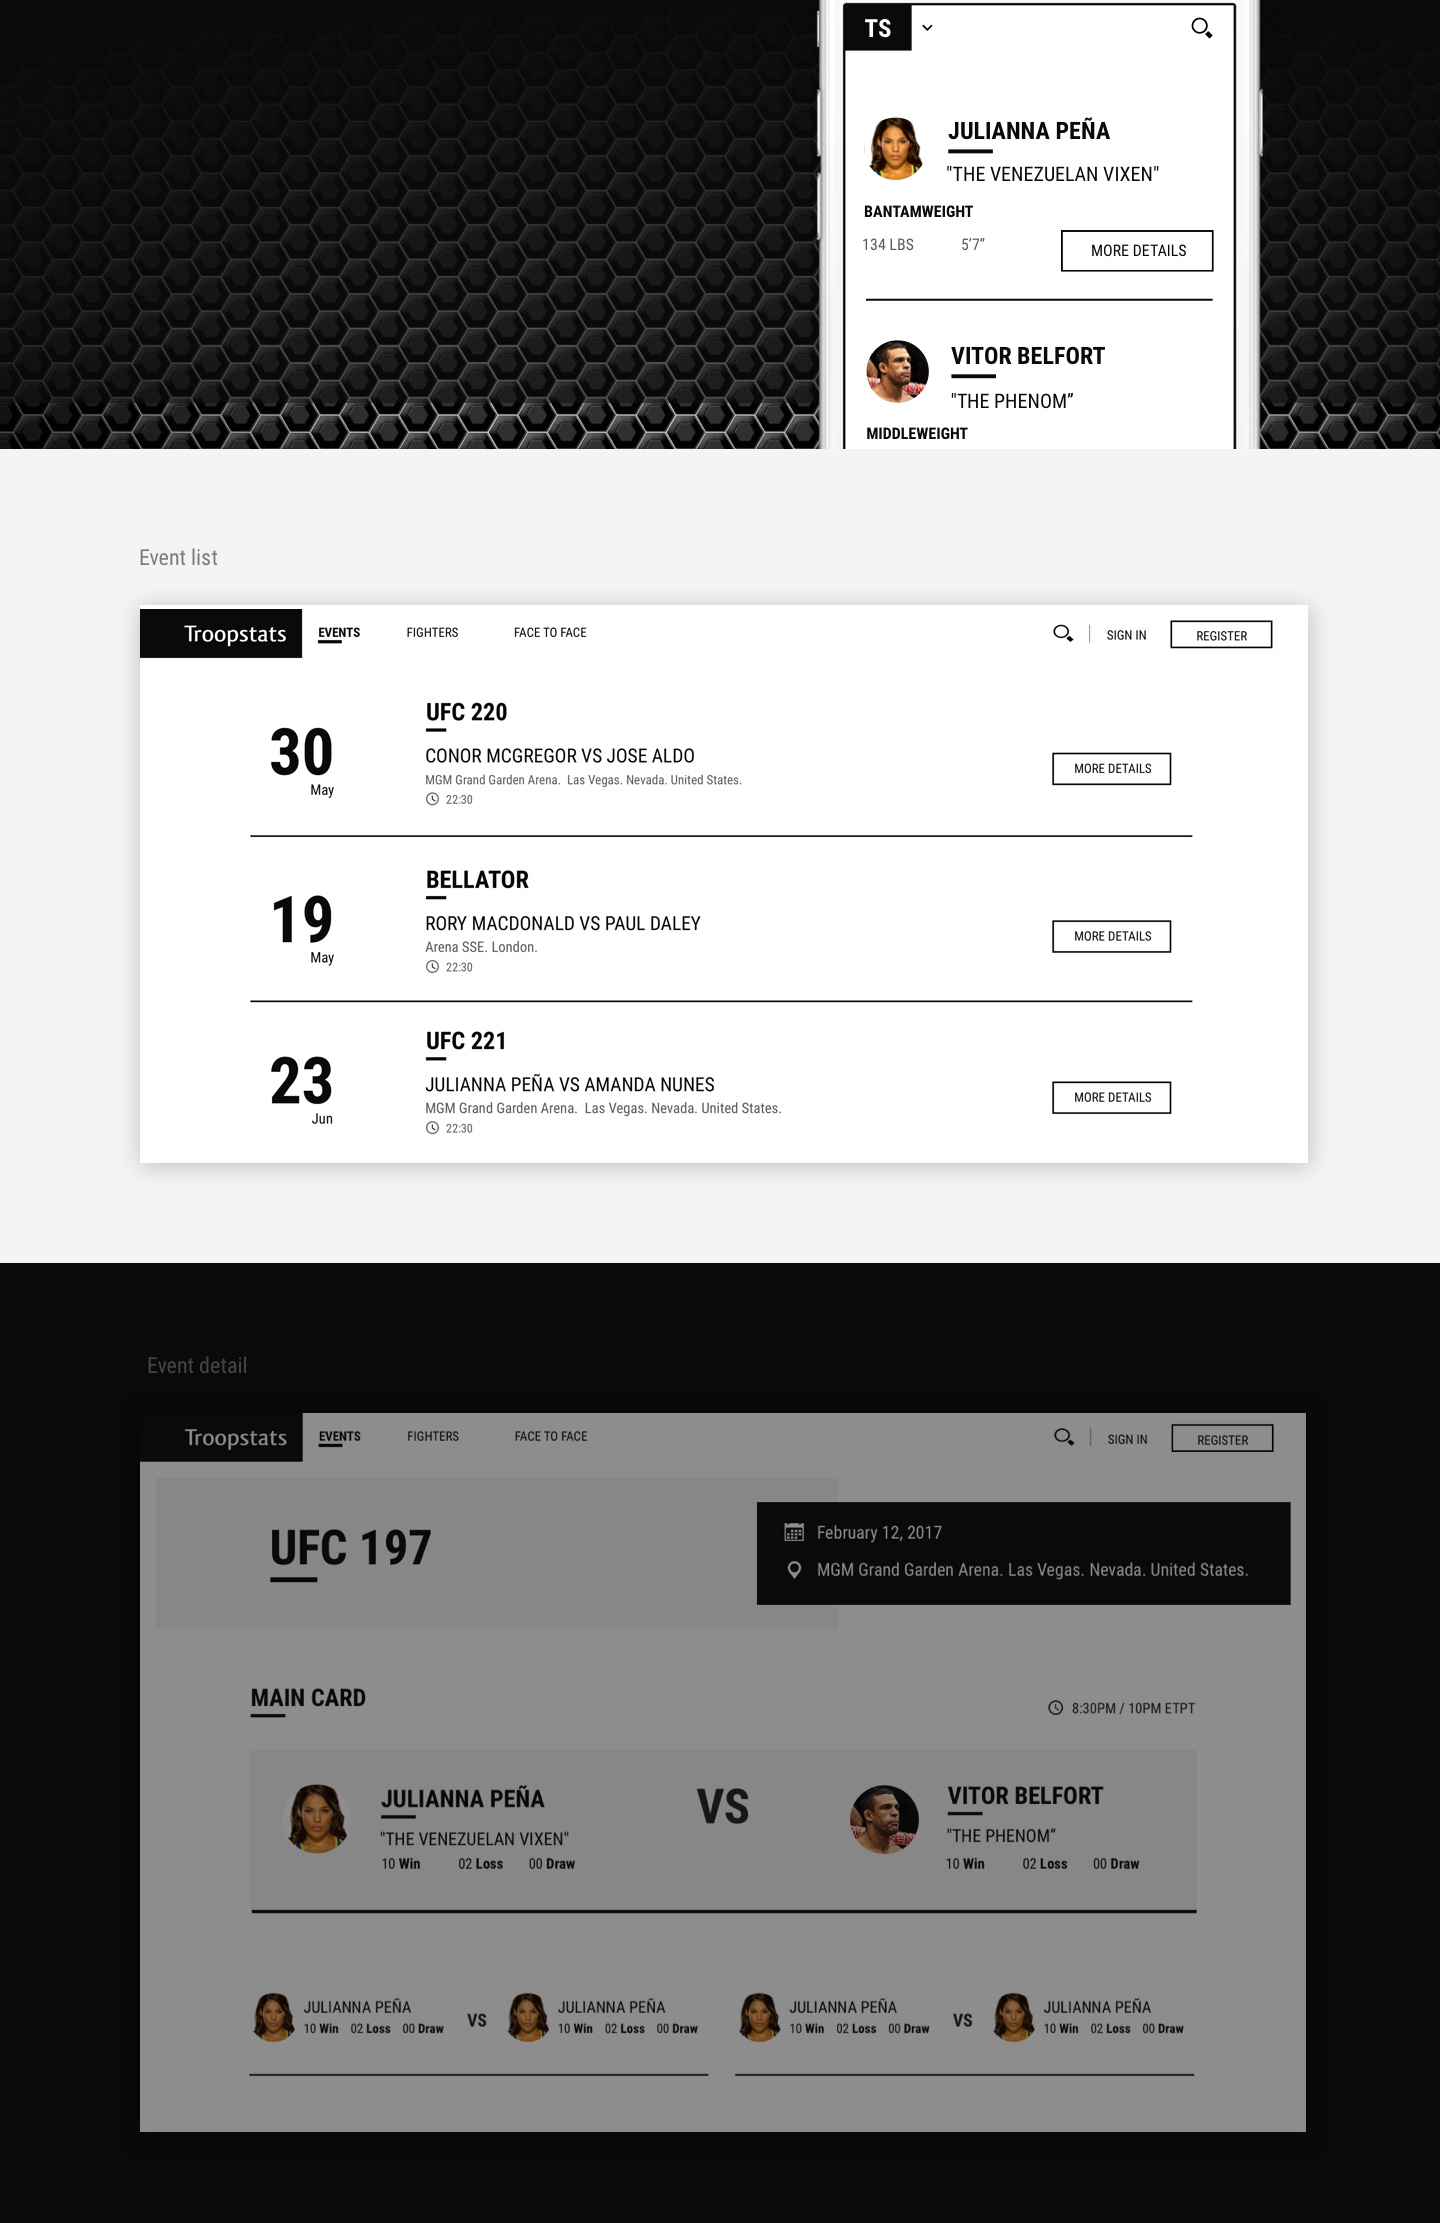 TS
JULIANNA PEÑA
"THE VENEZUELAN VIXEN"
BANTAMWEIGHT
134 LBS 5’7”
MORE DETAILS
VITOR BELFORT
"THE PHENOM”
MIDDLEWEIGHT
Event list
Troopstats EVENTS FIGHTERS FACE TO FACE SIGN IN REGISTER
UFC 220
30
May
CONOR MCGREGOR VS JOSE ALDO
MGM Grand Garden Arena. Las Vegas. Nevada. United States.
22:30
MORE DETAILS
BELLATOR
19
May
RORY MACDONALD VS PAUL DALEY
Arena SSE. London.
22:30
MORE DETAILS
UFC 221
23
Jun
JULIANNA PEÑA VS AMANDA NUNES
MGM Grand Garden Arena. Las Vegas. Nevada. United States.
22:30
MORE DETAILS
Event detail
Troopstats EVENTS FIGHTERS FACE TO FACE SIGN IN REGISTER
UFC 197
February 12, 2017
MGM Grand Garden Arena. Las Vegas. Nevada. United States.
MAIN CARD
8:30PM / 10PM ETPT
JULIANNA PEÑA
"THE VENEZUELAN VIXEN"
10 Win 02 Loss 00 Draw
VS
VITOR BELFORT
"THE PHENOM”
10 Win 02 Loss 00 Draw
JULIANNA PEÑA
10 Win 02 Loss 00 Draw
VS
JULIANNA PEÑA
10 Win 02 Loss 00 Draw
JULIANNA PEÑA
10 Win 02 Loss 00 Draw
VS
JULIANNA PEÑA
10 Win 02 Loss 00 Draw